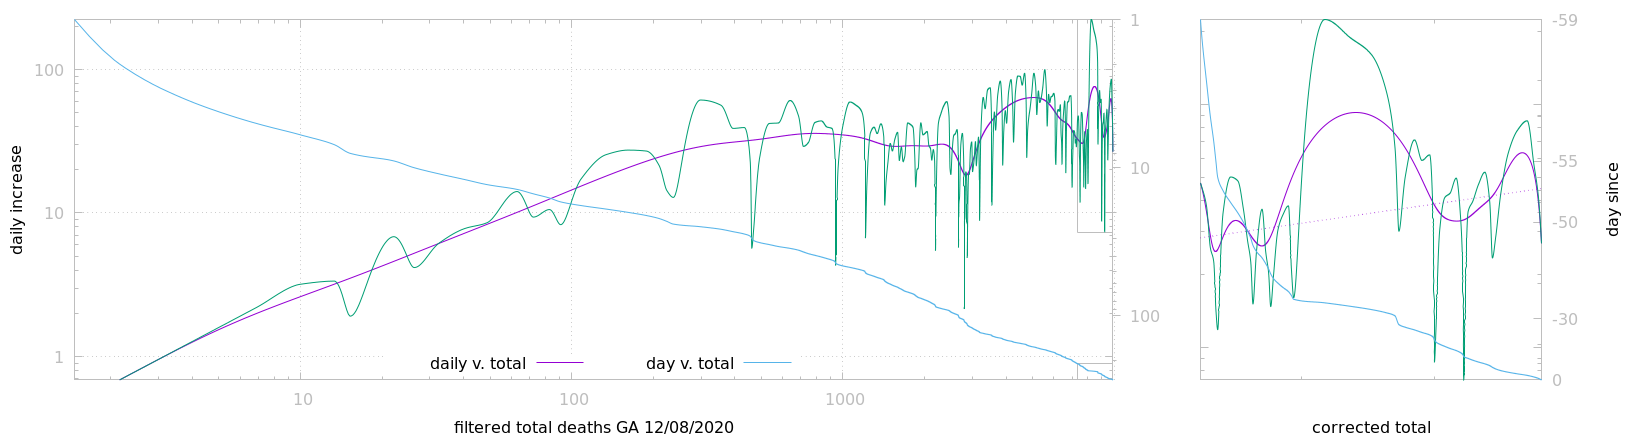 daily increase
100
10
1
10
100
1000
1
10
100
daily v. total
day v. total
filtered total deaths GA 12/08/2020
-59
-55
-50
-30
0
day since
corrected total